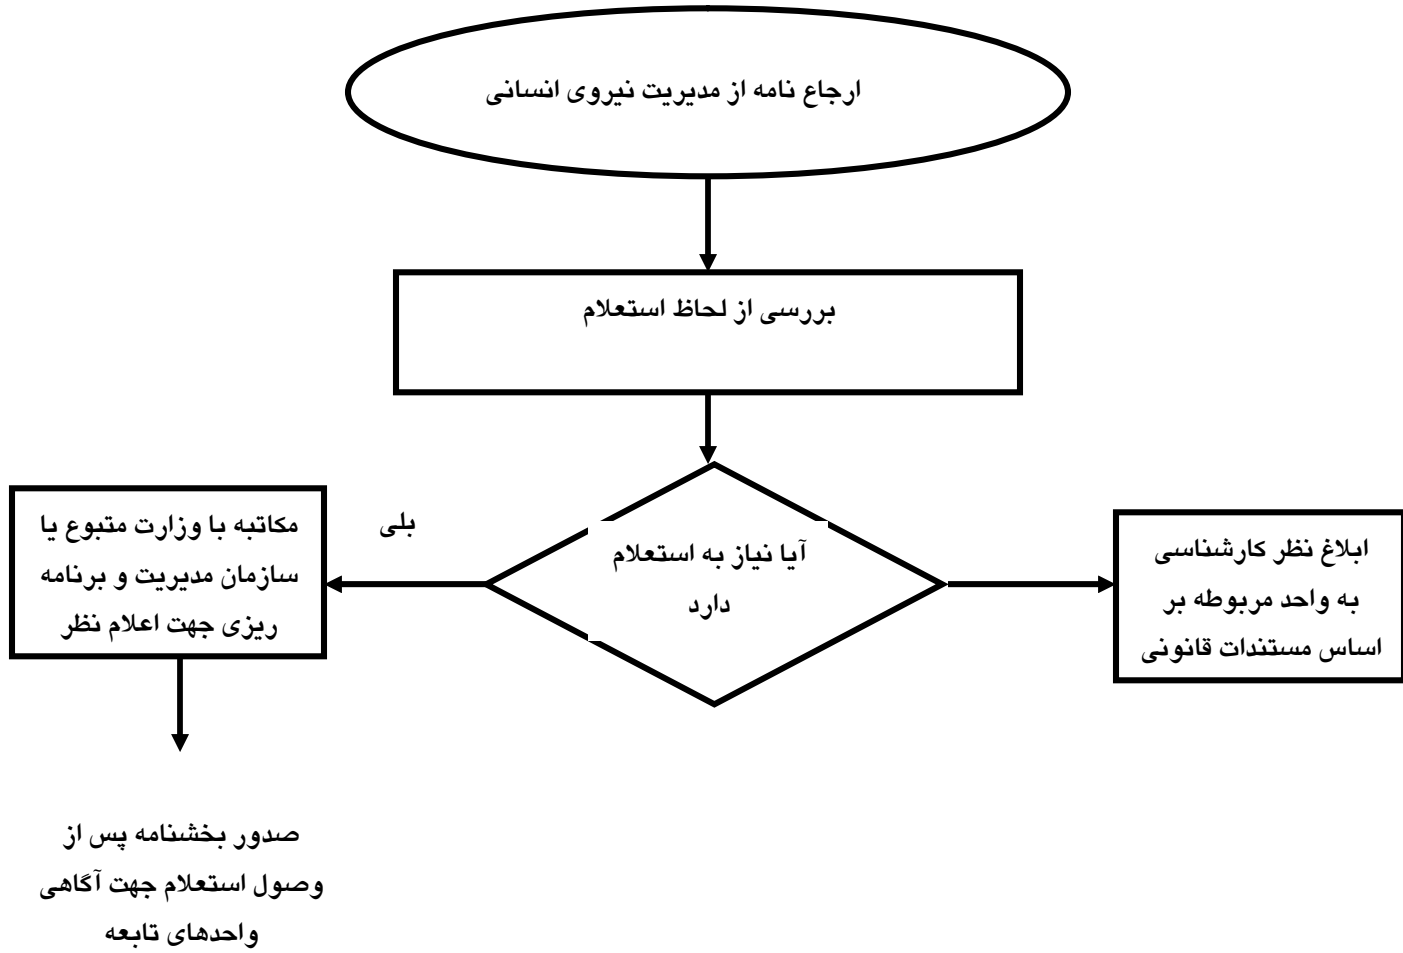 ارجاع نامه از مدیریت نیروی انسانی
بررسی از لحاظ استعلام
آیا نیاز به استعلام
دارد
بلی
ابلاغ نظر کارشناسی
به واحد مربوطه بر
اساس مستندات قانونی
مکاتبه با وزارت متبوع یا
سازمان مدیریت و برنامه
ریزی جهت اعلام نظر
صدور بخشنامه پس از
وصول استعلام جهت آگاهی
واحدهای تابعه